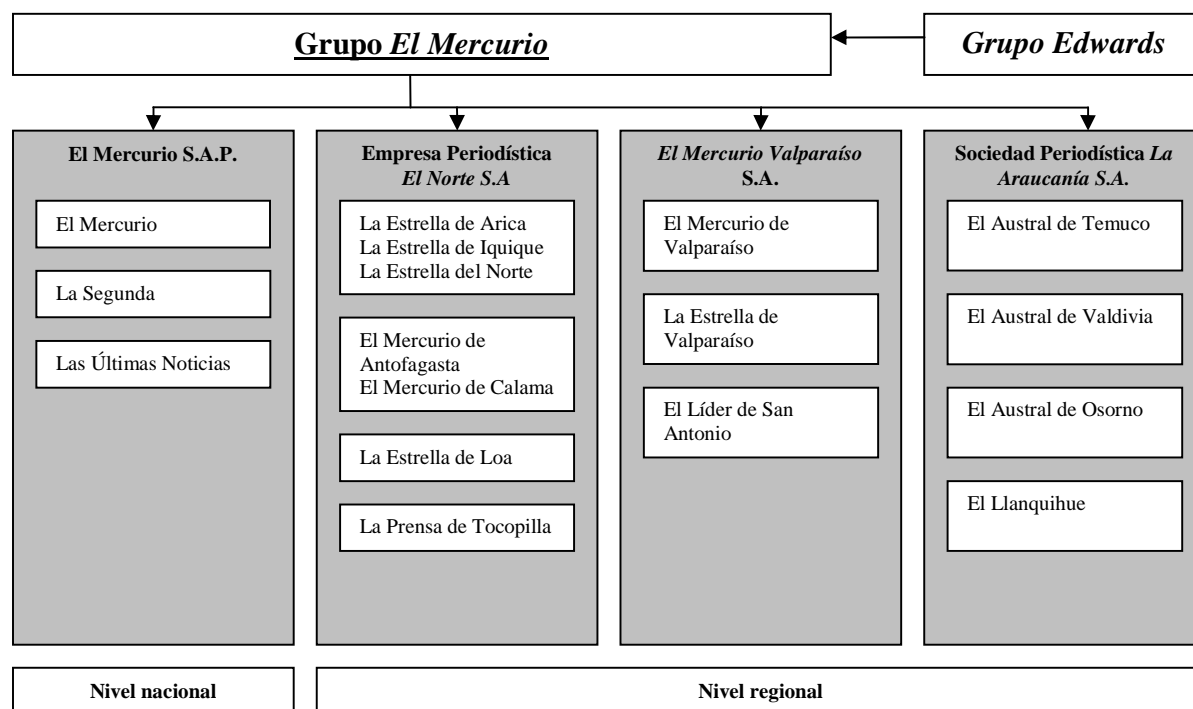 Grupo El Mercurio
Grupo Edwards
El Mercurio S.A.P.
El Mercurio
La Segunda
Las Últimas Noticias
Empresa Periodística
El Norte S.A
La Estrella de Arica
La Estrella de Iquique
La Estrella del Norte
El Mercurio de
Antofagasta
El Mercurio de Calama
La Estrella de Loa
La Prensa de Tocopilla
El Mercurio Valparaíso
S.A.
El Mercurio de
Valparaíso
La Estrella de
Valparaíso
El Líder de San
Antonio
Sociedad Periodística La
Araucanía S.A.
El Austral de Temuco
El Austral de Valdivia
El Austral de Osorno
El Llanquihue
Nivel nacional
Nivel regional